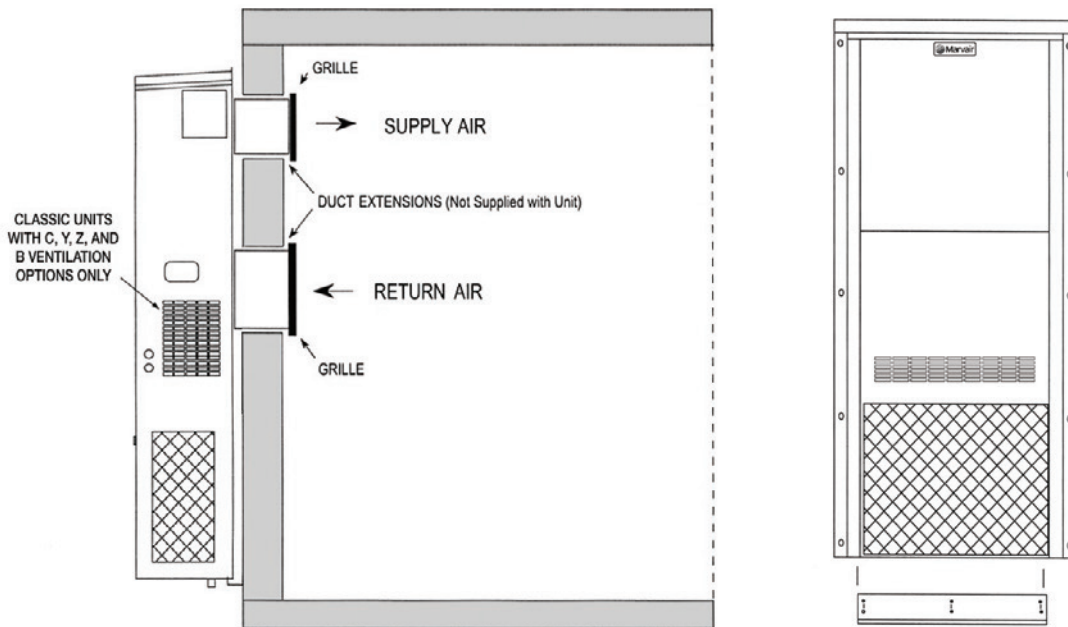 GRILLE
SUPPLY AIR
DUCT EXTENSIONS (Not Supplied with Unit)
CLASSIC UNITS
WITH C, Y, Z, AND
B VENTILATION
OPTIONS ONLY
RETURN AIR
GRILLE
Marvair